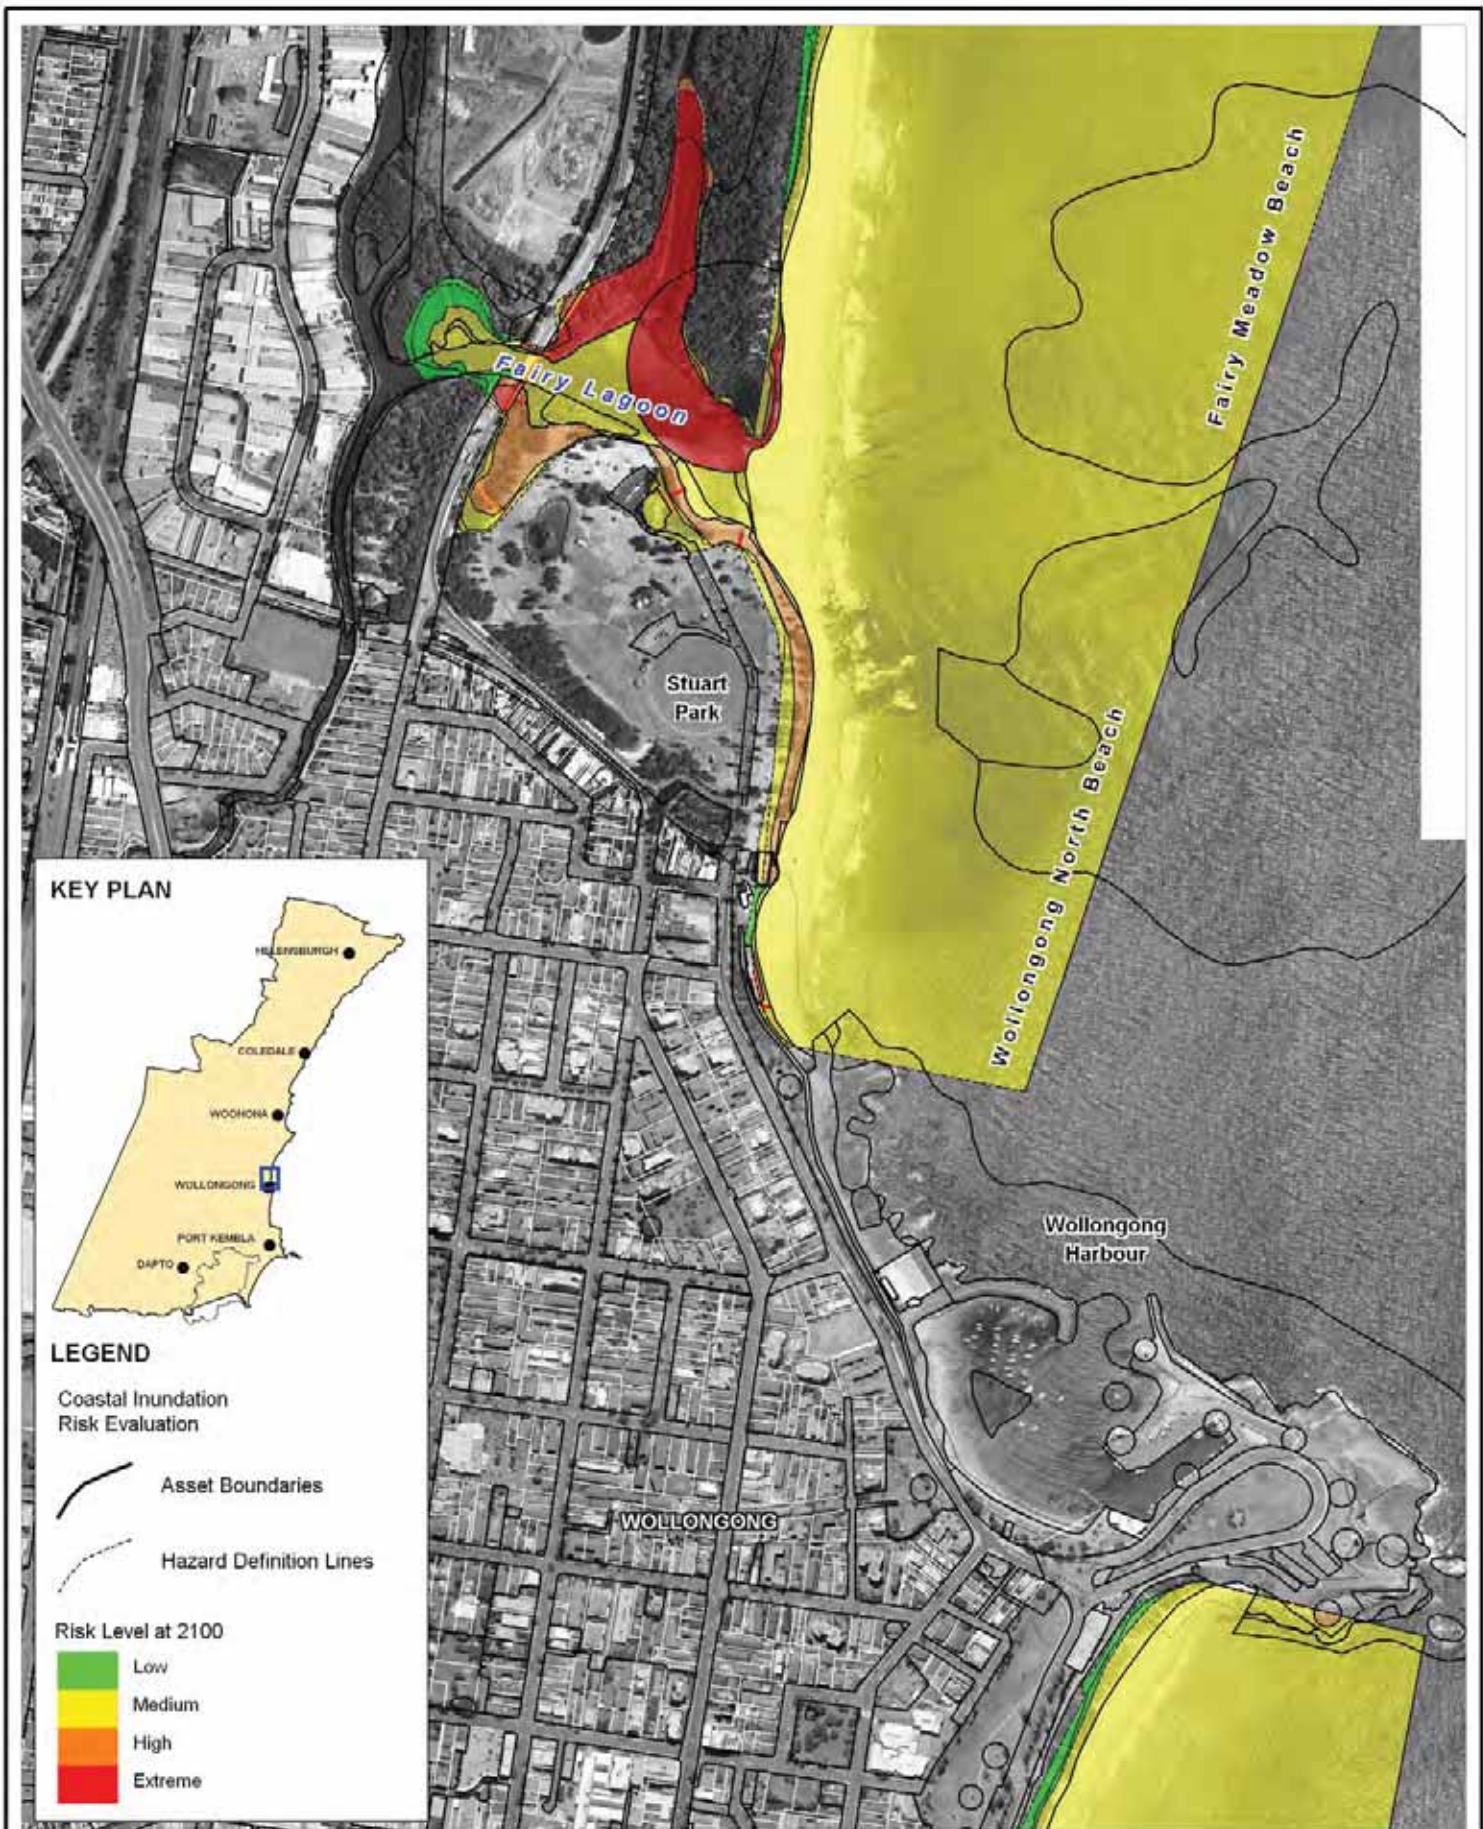 Fairy Meadow Beach
Fairy Lagoon
Stuart
Park
Wollongong North Beach
KEY PLAN
HELENSBURGH
COLEDALE
WOONONA
WOLLONGONG
PORT KEMBLA
DAPTO
Wollongong
Harbour
LEGEND
Coastal Inundation
Risk Evaluation
Asset Boundaries
Hazard Definition Lines
WOLLONGONG
Risk Level at 2100
Low
Medium
High
Extreme